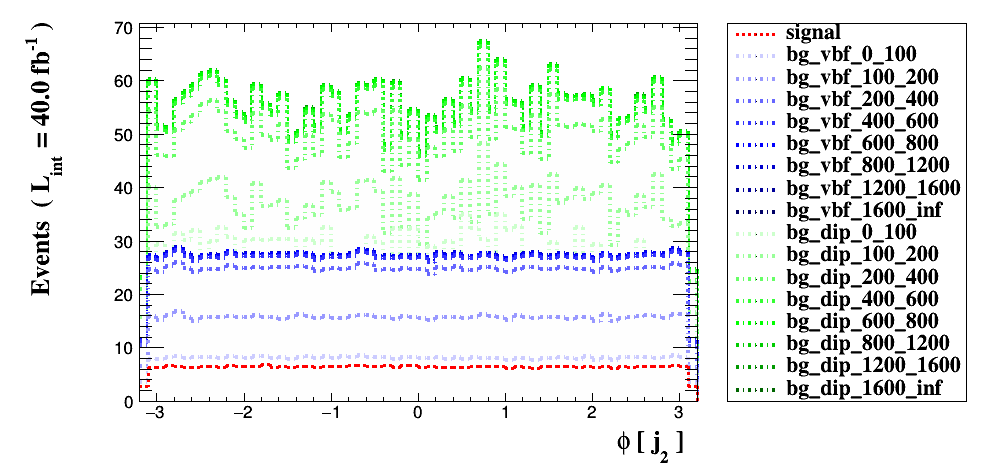 Events ( L_int = 40.0 fb⁻¹ )
70
60
50
40
30
20
10
0
−3 −2 −1 0 1 2 3
ϕ [ j₂ ]
signal
bg_vbf_0_100
bg_vbf_100_200
bg_vbf_200_400
bg_vbf_400_600
bg_vbf_600_800
bg_vbf_800_1200
bg_vbf_1200_1600
bg_vbf_1600_inf
bg_dip_0_100
bg_dip_100_200
bg_dip_200_400
bg_dip_400_600
bg_dip_600_800
bg_dip_800_1200
bg_dip_1200_1600
bg_dip_1600_inf